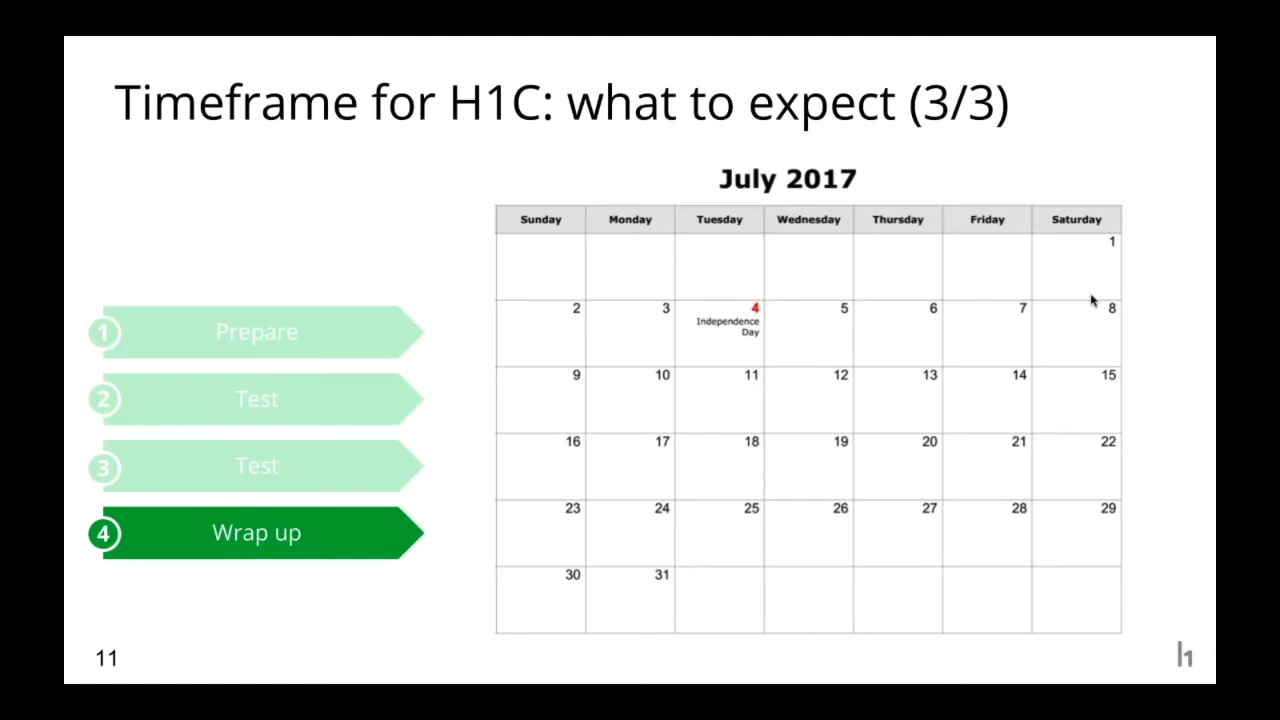 Timeframe for H1C: what to expect (3/3)
July 2017
Sunday Monday Tuesday Wednesday Thursday Friday Saturday
1
2 3 4 5 6 7 8
Independence
Day
9 10 11 12 13 14 15
16 17 18 19 20 21 22
23 24 25 26 27 28 29
30 31
1 Prepare
2 Test
3 Test
4 Wrap up
11
h1